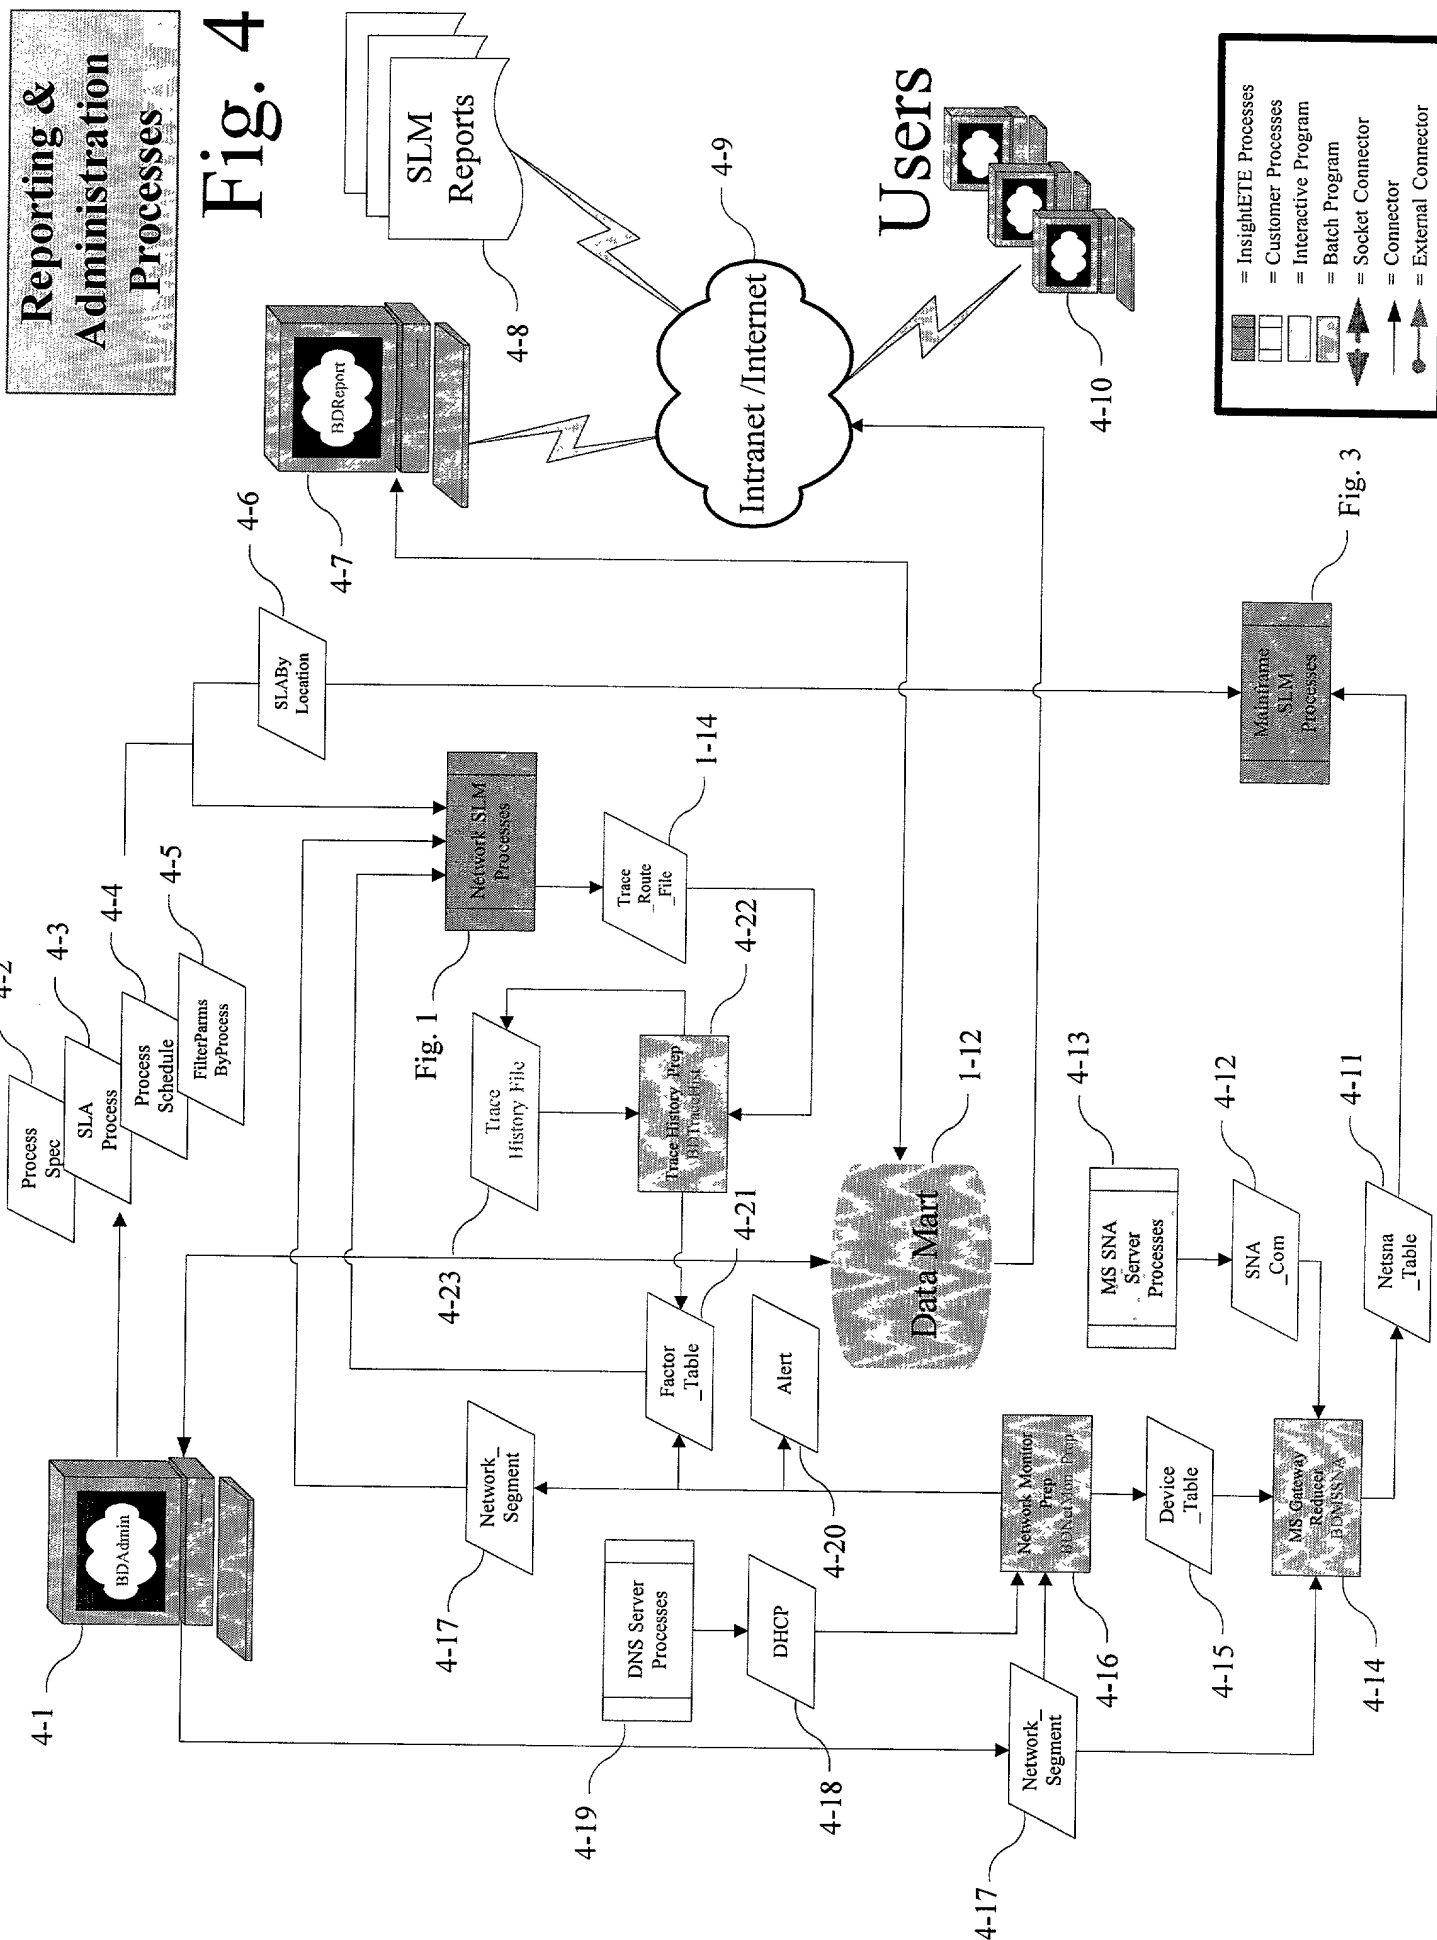 Reporting &
Administration
Processes
Fig. 4
4-1
BDAdmin
4-2
Process
Spec
4-3
SLA
Process
4-4
Process
Schedule
4-5
FilterParms
ByProcess
4-6
SLABy
Location
4-7
BDReport
4-8
SLM
Reports
4-9
Intranet /Internet
Users
4-10
Fig. 1
Network SLM
Processes
1-14
Trace
_Route
_File
4-22
Trace History Prep
BDTraceHist
4-23
Trace
History File
4-21
Factor
_Table
4-20
Alert
4-17
Network_
Segment
4-19
DNS Server
Processes
4-18
DHCP
1-12
Data Mart
4-16
Network Monitor
Prep
BDNetMon_Prep
4-17
Network_
Segment
4-15
Device
_Table
4-14
MS Gateway
Reducer
BDMSSNA
4-13
MS SNA
Server
Processes
4-12
SNA
_Com
4-11
Netsna
_Table
Fig. 3
Mainframe
SLM
Processes
= InsightETE Processes
= Customer Processes
= Interactive Program
= Batch Program
= Socket Connector
= Connector
= External Connector